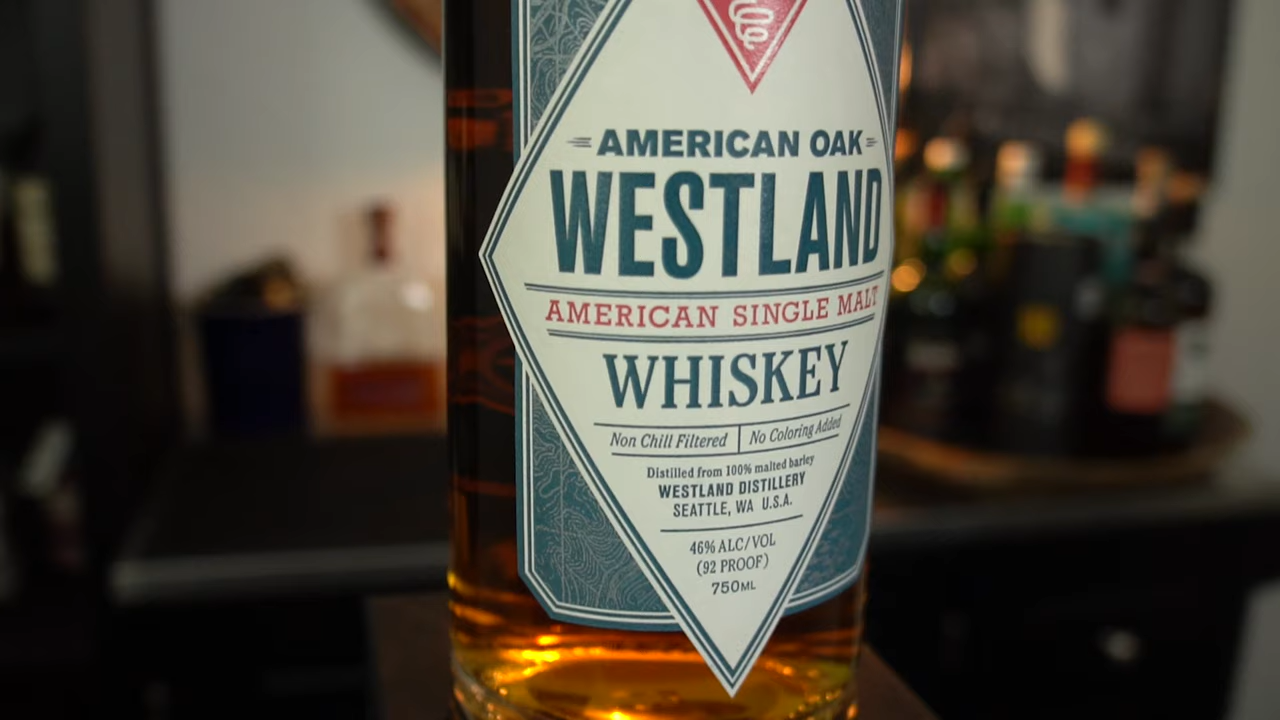 AMERICAN OAK
WESTLAND
AMERICAN SINGLE MALT
WHISKEY
Non Chill Filtered | No Coloring Added
Distilled from 100% malted barley
WESTLAND DISTILLERY
SEATTLE, WA U.S.A.
46% ALC/VOL
(92 PROOF)
750ML